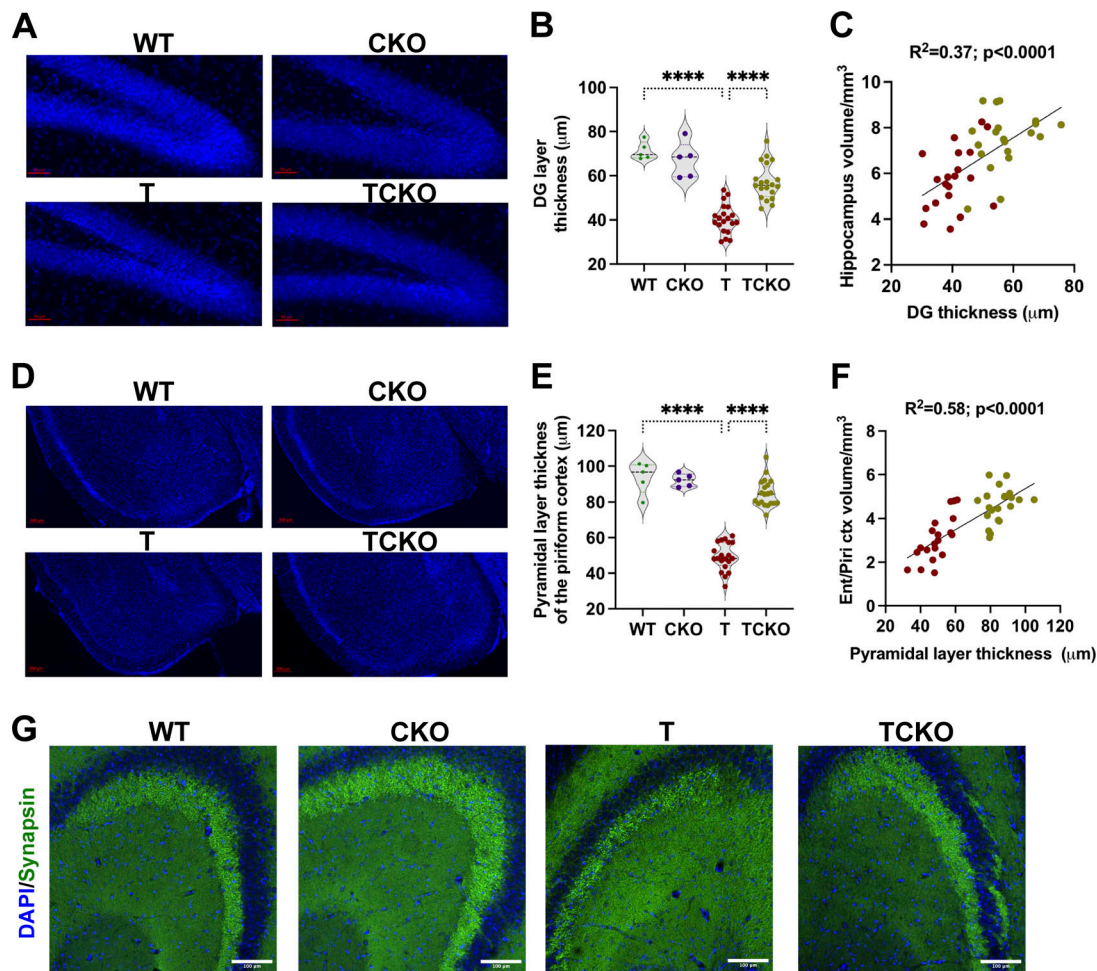 A
WT
CKO
T
TCKO
B
DG layer
thickness (μm)
100
80
60
40
20
**** ****
WT CKO T TCKO
C
R²=0.37; p<0.0001
Hippocampus volume/mm³
10
8
6
4
2
20 40 60 80
DG thickness (μm)
D
WT
CKO
T
TCKO
E
Pyramidal layer thicknes
of the piriform cortex (μm)
120
100
80
60
40
20
**** ****
WT CKO T TCKO
F
R²=0.58; p<0.0001
Ent/Piri ctx volume/mm³
8
6
4
2
0
20 40 60 80 100 120
Pyramidal layer thickness (μm)
G
WT
CKO
T
TCKO
DAPI/Synapsin
100 μm
100 μm
100 μm
100 μm